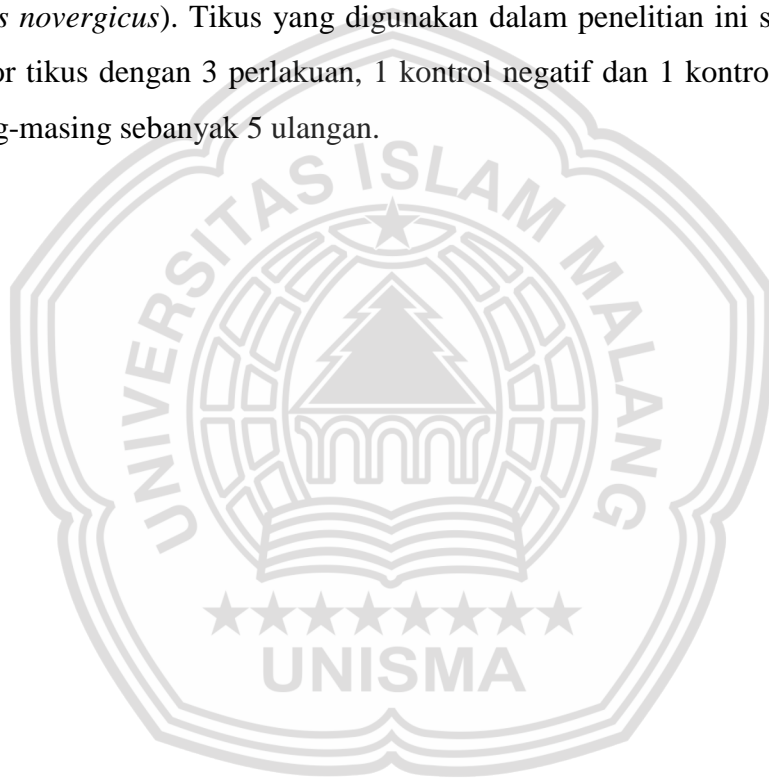 s novergicus). Tikus yang digunakan dalam penelitian ini s
or tikus dengan 3 perlakuan, 1 kontrol negatif dan 1 kontro
g-masing sebanyak 5 ulangan.
UNIVERSITAS ISLAM MALANG
UNISMA